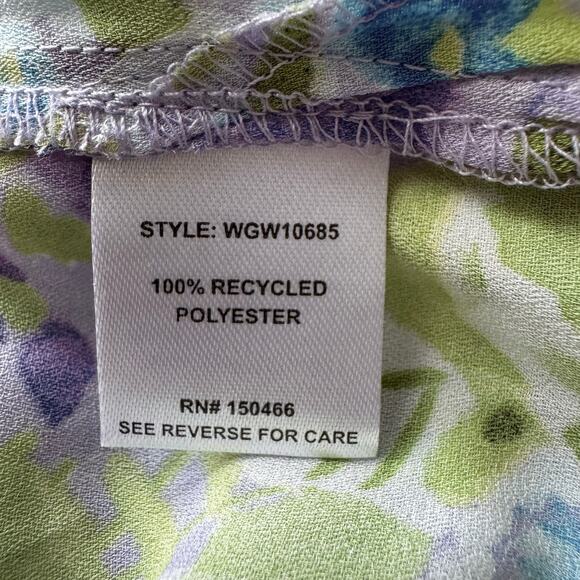 STYLE: WGW10685
100% RECYCLED
POLYESTER
RN# 150466
SEE REVERSE FOR CARE